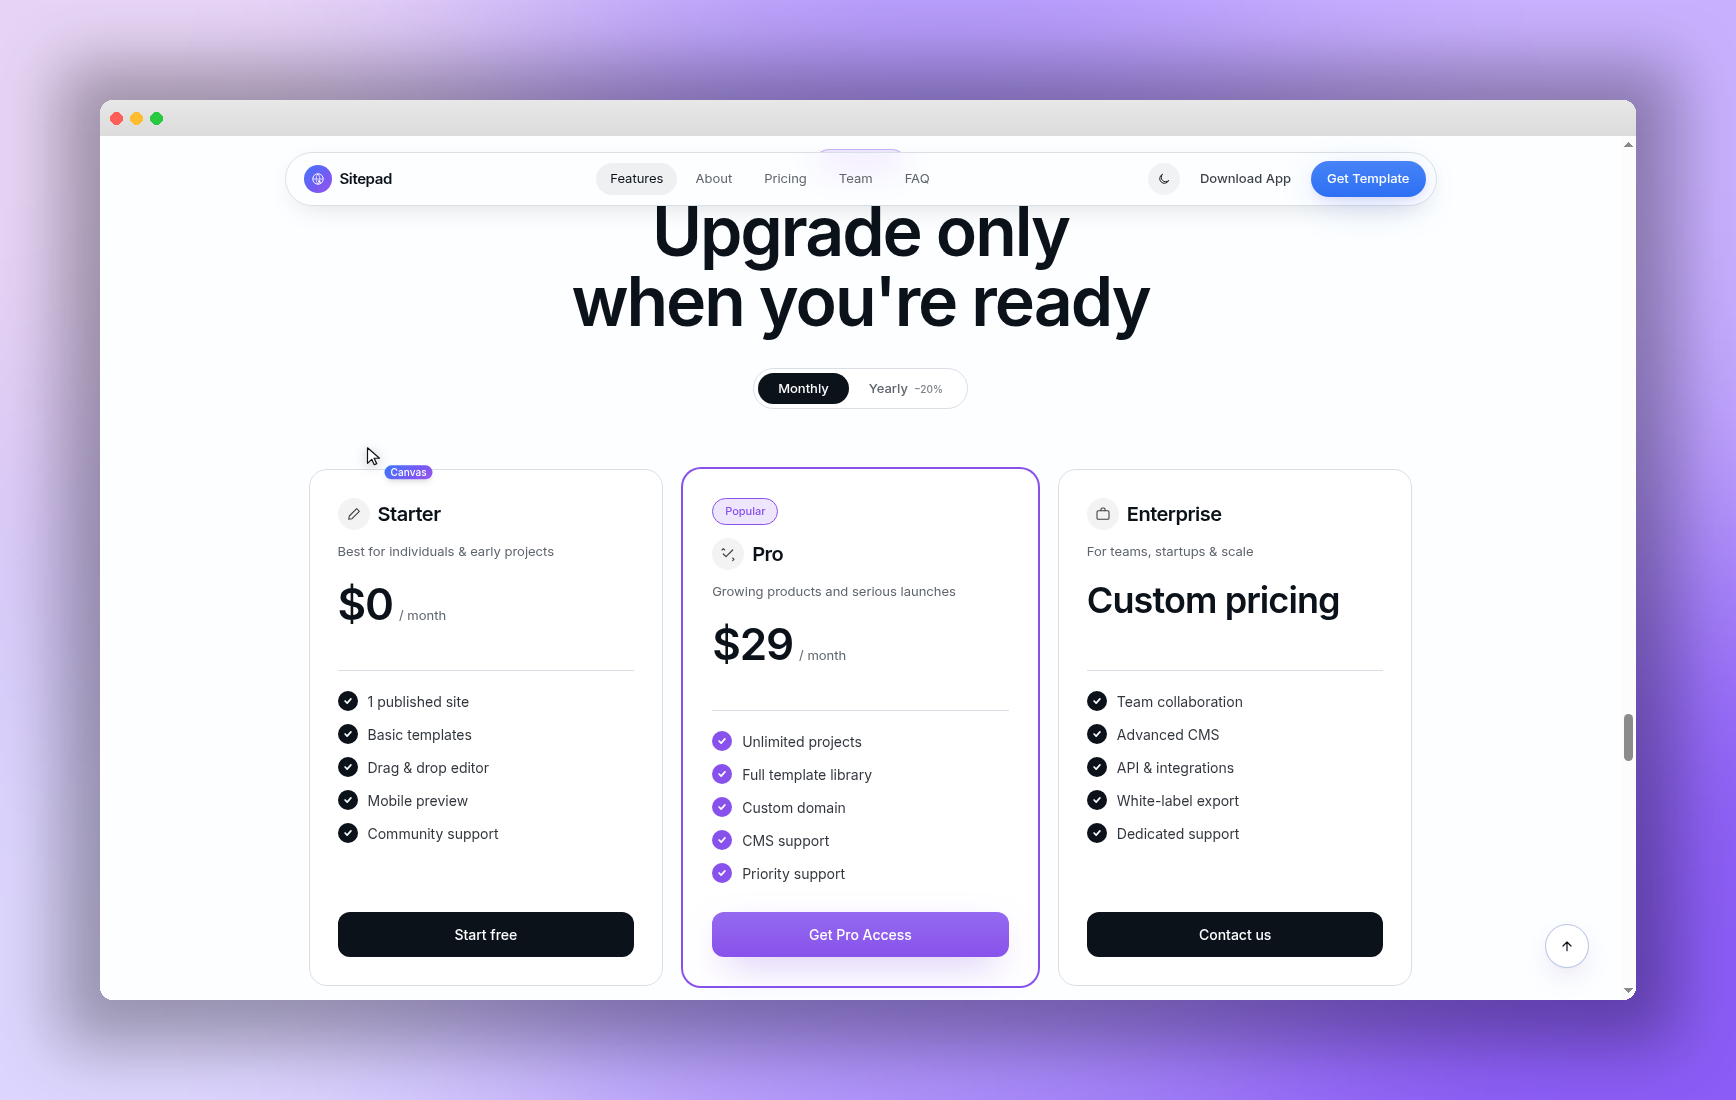 Sitepad
Features
About
Pricing
Team
FAQ
Download App
Get Template
Upgrade only
when you're ready
Monthly
Yearly −20%
Canvas
Starter
Best for individuals & early projects
$0 / month
1 published site
Basic templates
Drag & drop editor
Mobile preview
Community support
Start free
Popular
Pro
Growing products and serious launches
$29 / month
Unlimited projects
Full template library
Custom domain
CMS support
Priority support
Get Pro Access
Enterprise
For teams, startups & scale
Custom pricing
Team collaboration
Advanced CMS
API & integrations
White-label export
Dedicated support
Contact us